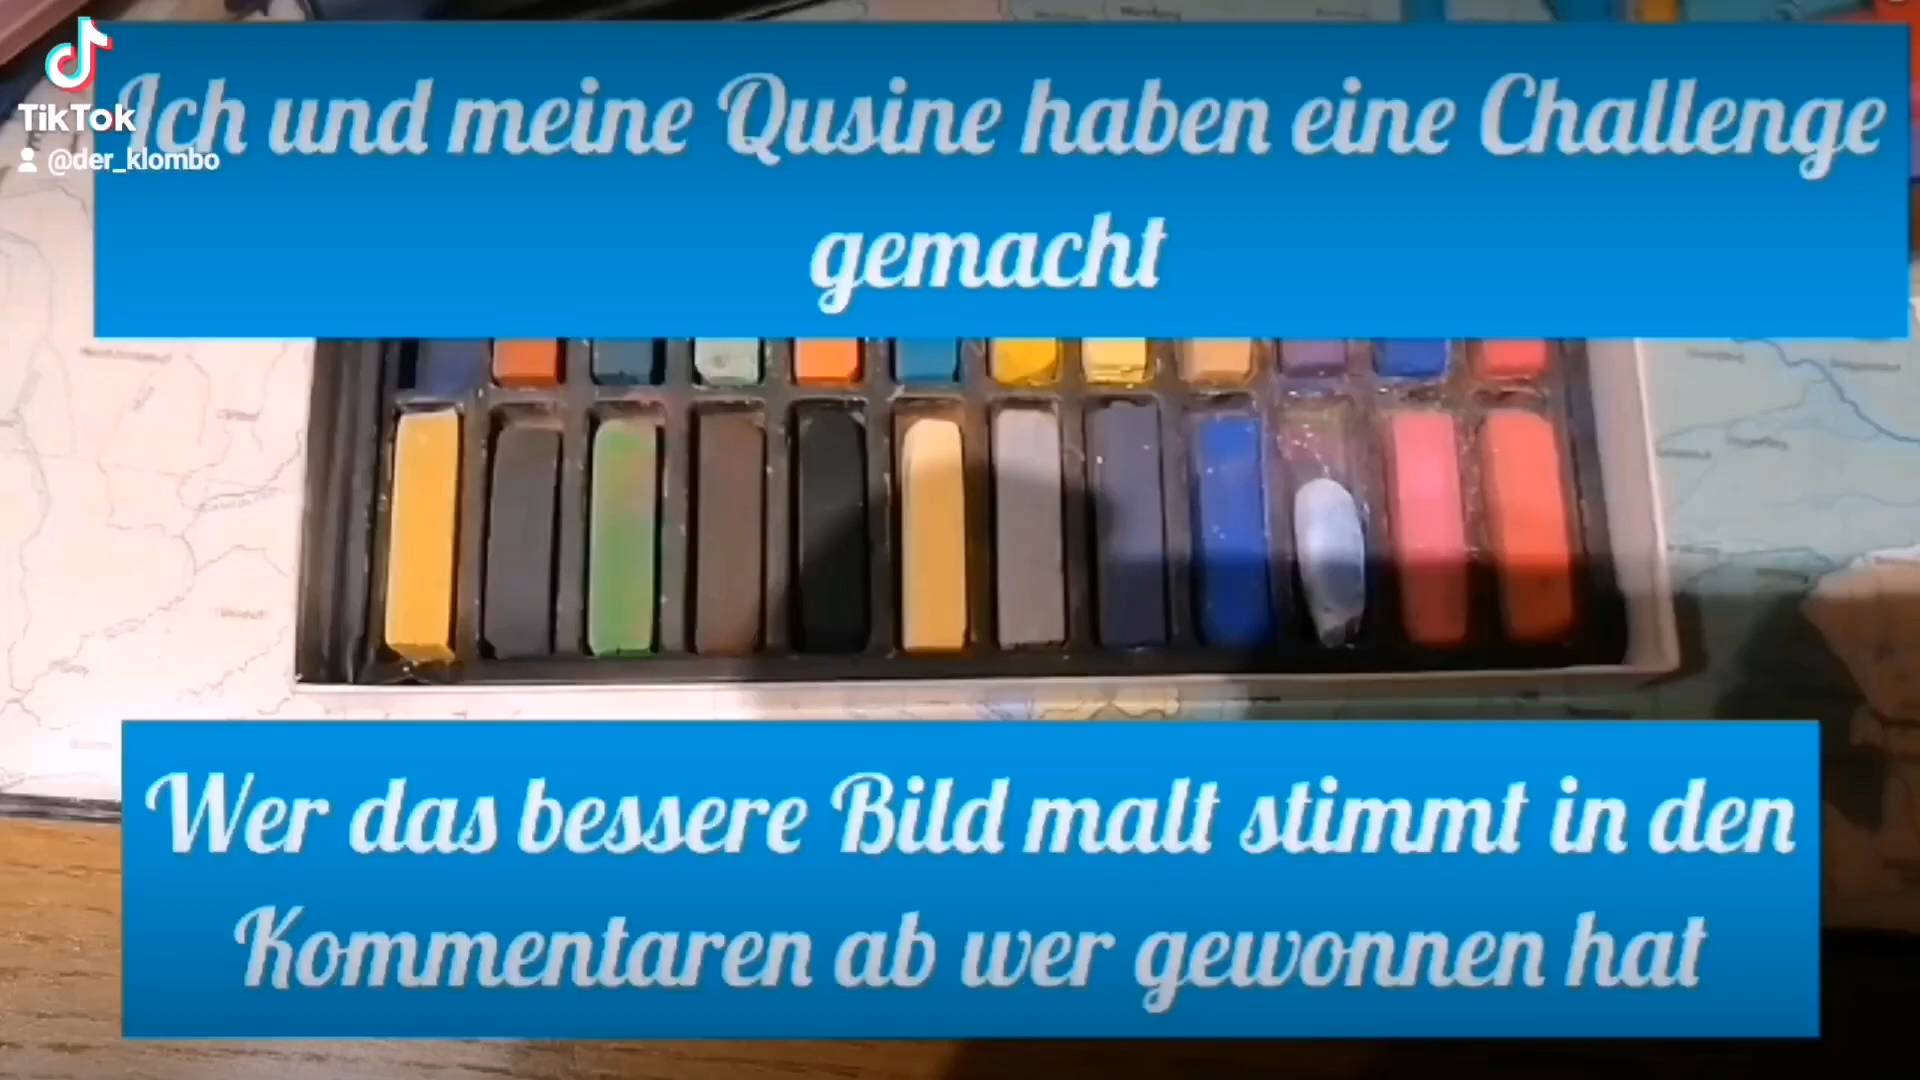 TikTok
@der_klombo
Ich und meine Qusine haben eine Challenge
gemacht
Wer das bessere Bild malt stimmt in den
Kommentaren ab wer gewonnen hat